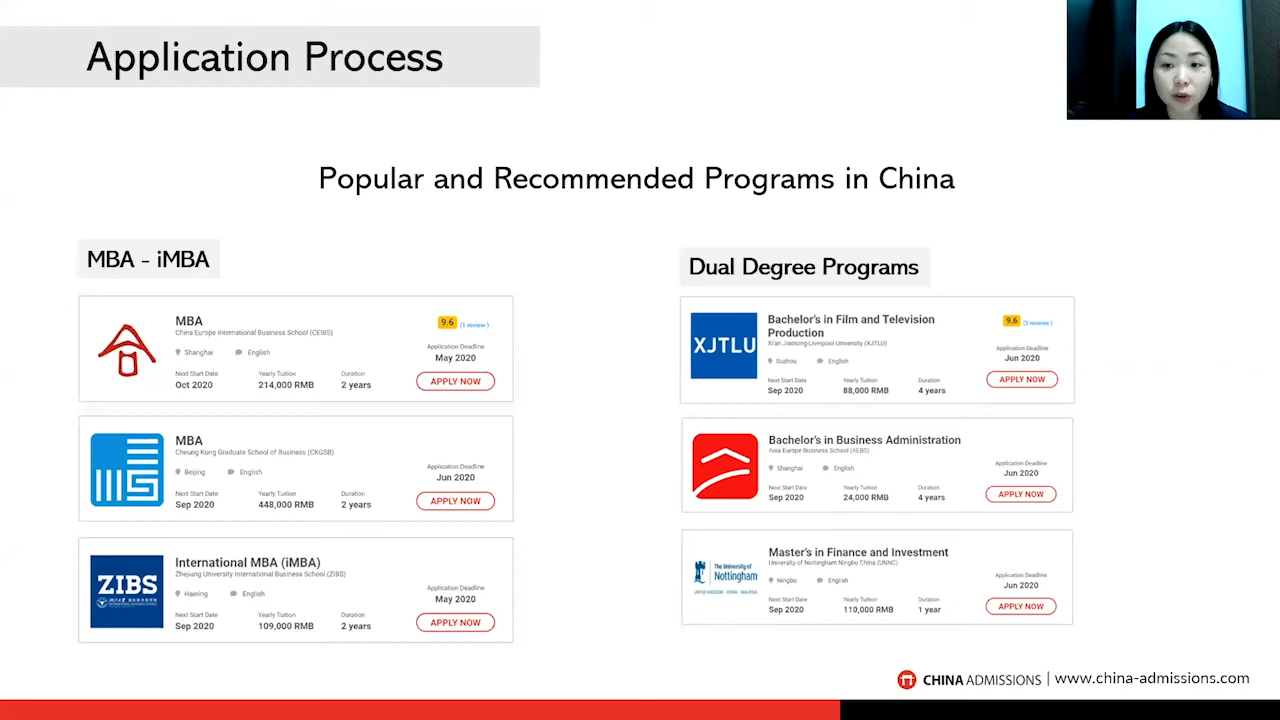 Application Process
Popular and Recommended Programs in China
MBA - iMBA
MBA
China Europe International Business School (CEIBS)
Shanghai English
Next Start Date Yearly Tuition Duration
Oct 2020 214,000 RMB 2 years
9.6 (1 review )
Application Deadline
May 2020
APPLY NOW
MBA
Cheung Kong Graduate School of Business (CKGSB)
Beijing English
Next Start Date Yearly Tuition Duration
Sep 2020 448,000 RMB 2 years
Application Deadline
Jun 2020
APPLY NOW
ZIBS
International MBA (iMBA)
Zhejiang University International Business School (ZIBS)
Haining English
Next Start Date Yearly Tuition Duration
Sep 2020 109,000 RMB 2 years
Application Deadline
May 2020
APPLY NOW
Dual Degree Programs
XJTLU
Bachelor's in Film and Television
Production
Xi'an Jiaotong-Liverpool University (XJTLU)
Suzhou English
Next Start Date Yearly Tuition Duration
Sep 2020 88,000 RMB 4 years
9.6 (3 reviews )
Application Deadline
Jun 2020
APPLY NOW
Bachelor's in Business Administration
Asia Europe Business School (AEBS)
Shanghai English
Next Start Date Yearly Tuition Duration
Sep 2020 24,000 RMB 4 years
Application Deadline
Jun 2020
APPLY NOW
The University of
Nottingham
UNITED KINGDOM · CHINA · MALAYSIA
Master's in Finance and Investment
University of Nottingham Ningbo China (UNNC)
Ningbo English
Next Start Date Yearly Tuition Duration
Sep 2020 110,000 RMB 1 year
Application Deadline
Jun 2020
APPLY NOW
CHINA ADMISSIONS | www.china-admissions.com